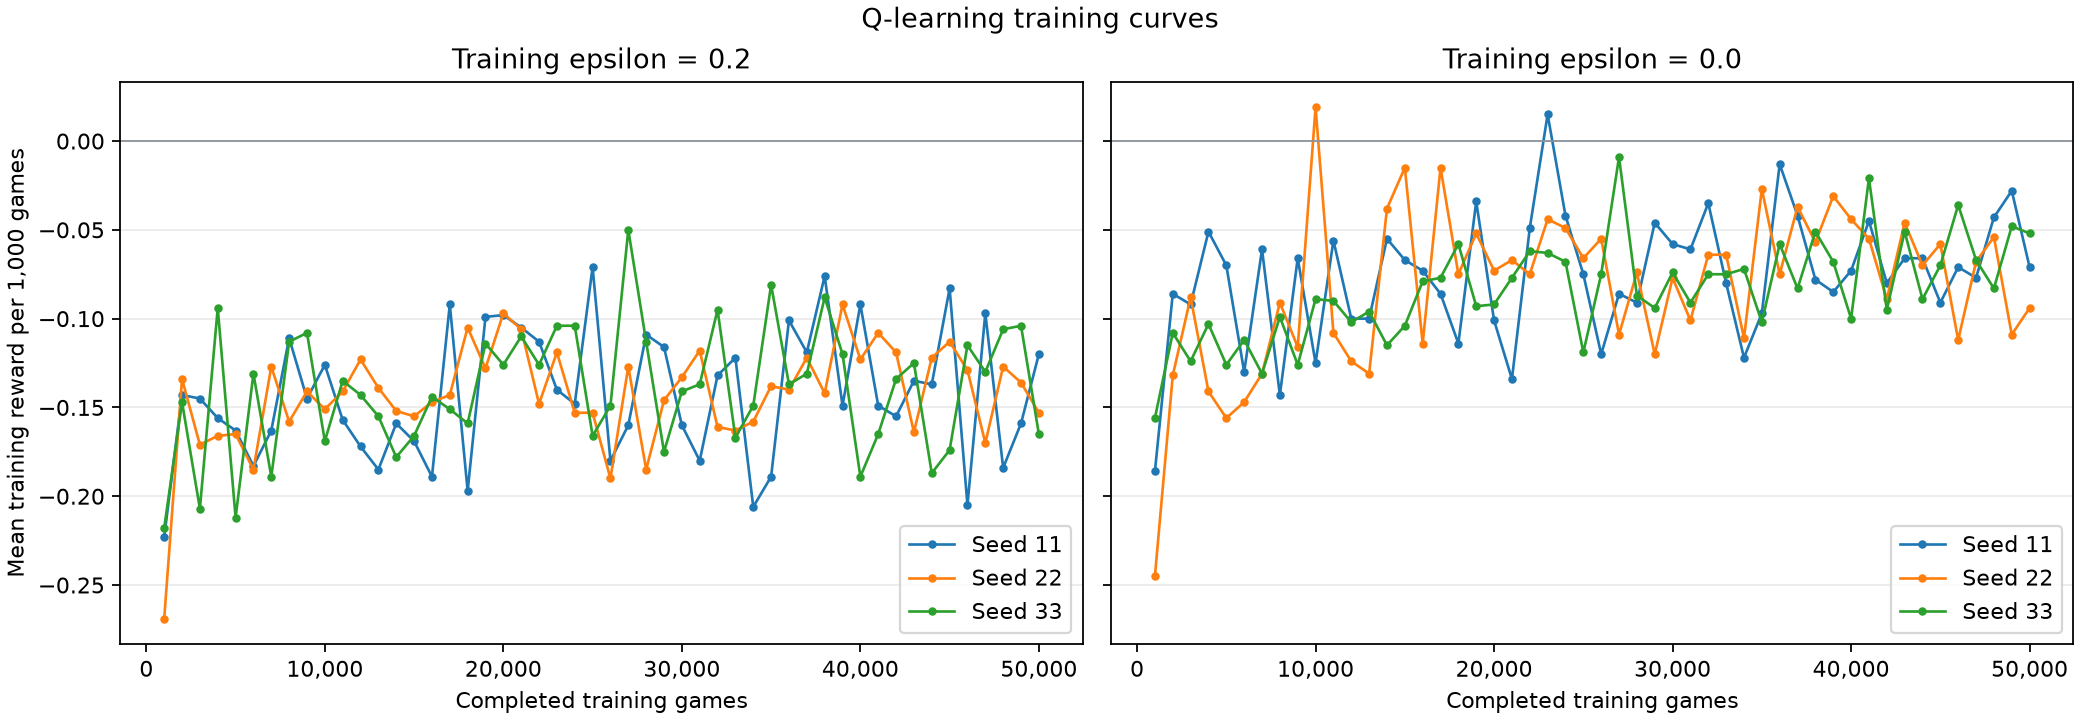 Q-learning training curves
Training epsilon = 0.2
Mean training reward per 1,000 games
0.00
−0.05
−0.10
−0.15
−0.20
−0.25
Seed 11
Seed 22
Seed 33
0
10,000
20,000
30,000
40,000
50,000
Completed training games
Training epsilon = 0.0
Seed 11
Seed 22
Seed 33
0
10,000
20,000
30,000
40,000
50,000
Completed training games